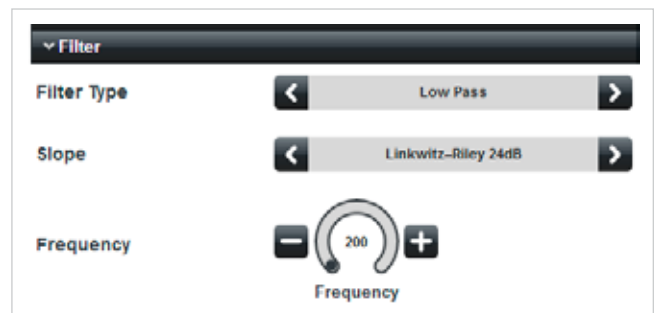 Filter
Filter Type Low Pass
Slope Linkwitz–Riley 24dB
Frequency 200
Frequency